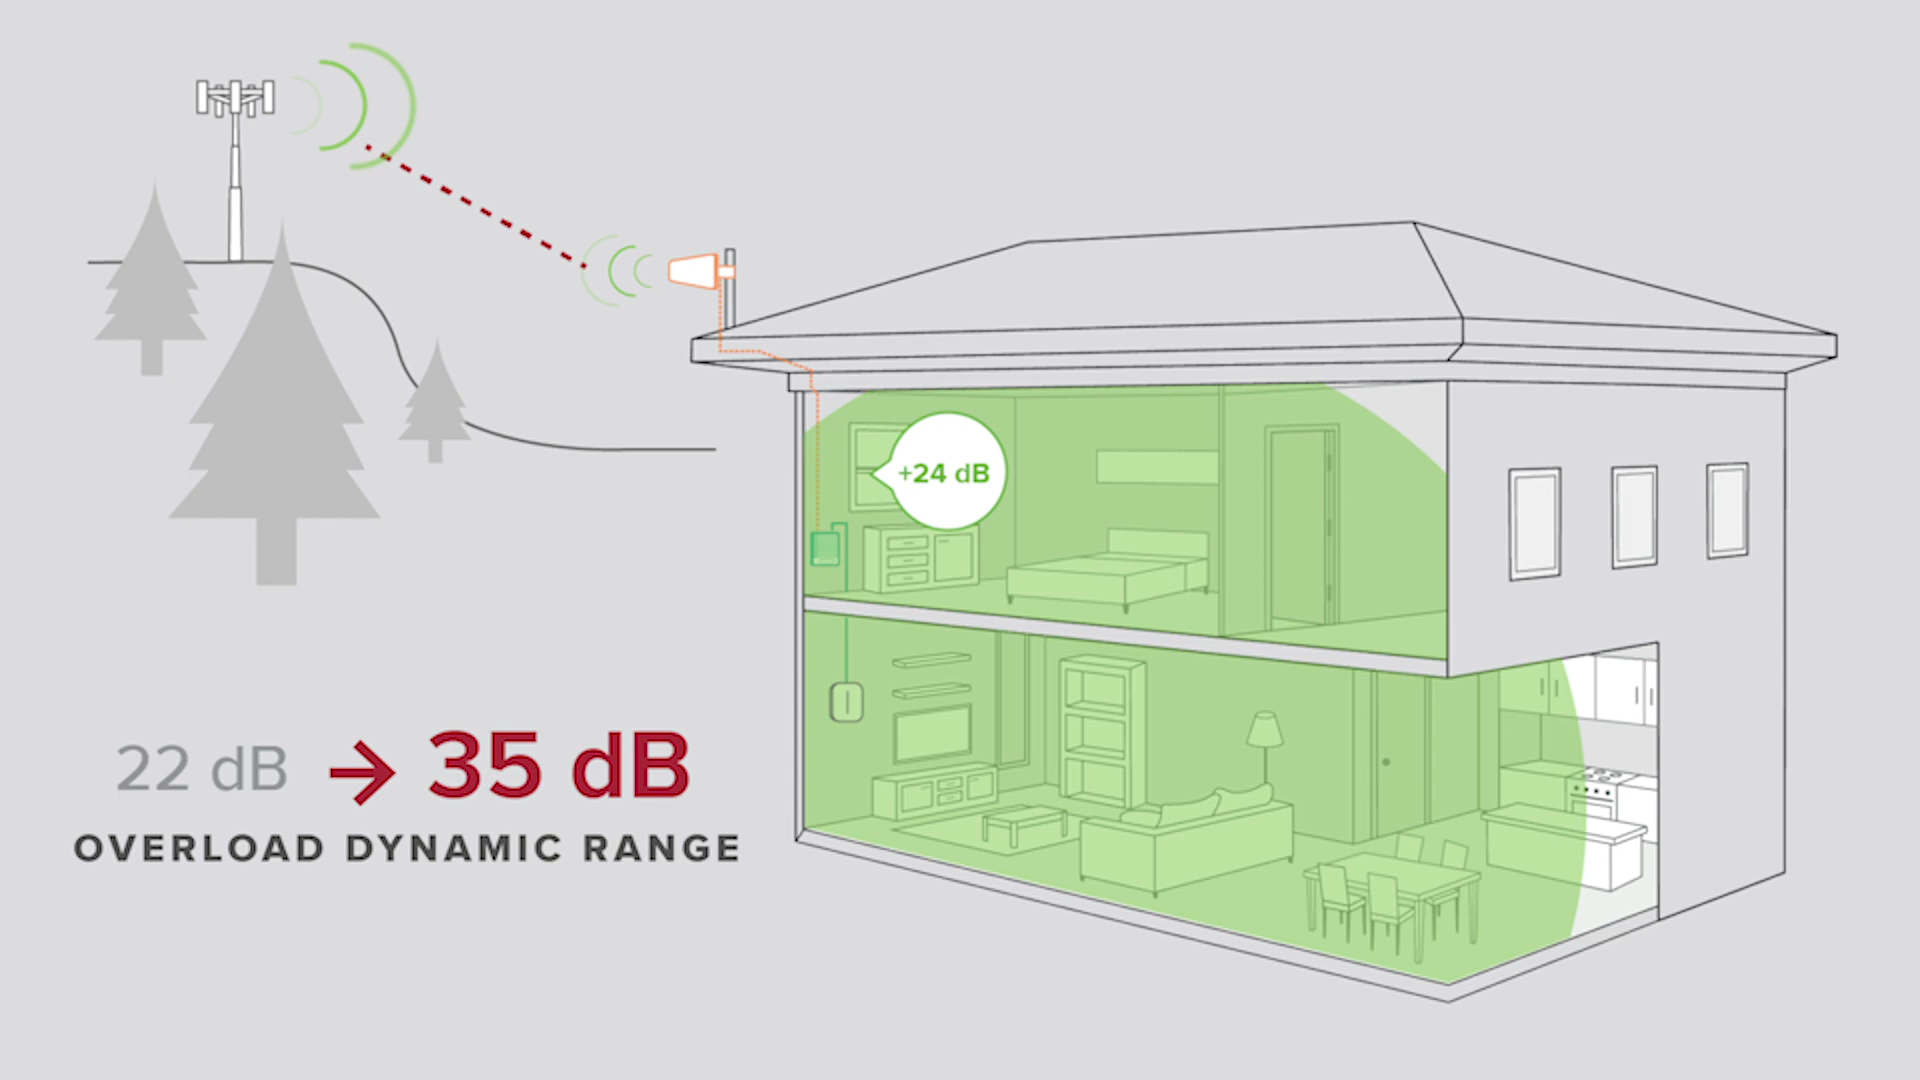 +24 dB
22 dB → 35 dB
OVERLOAD DYNAMIC RANGE